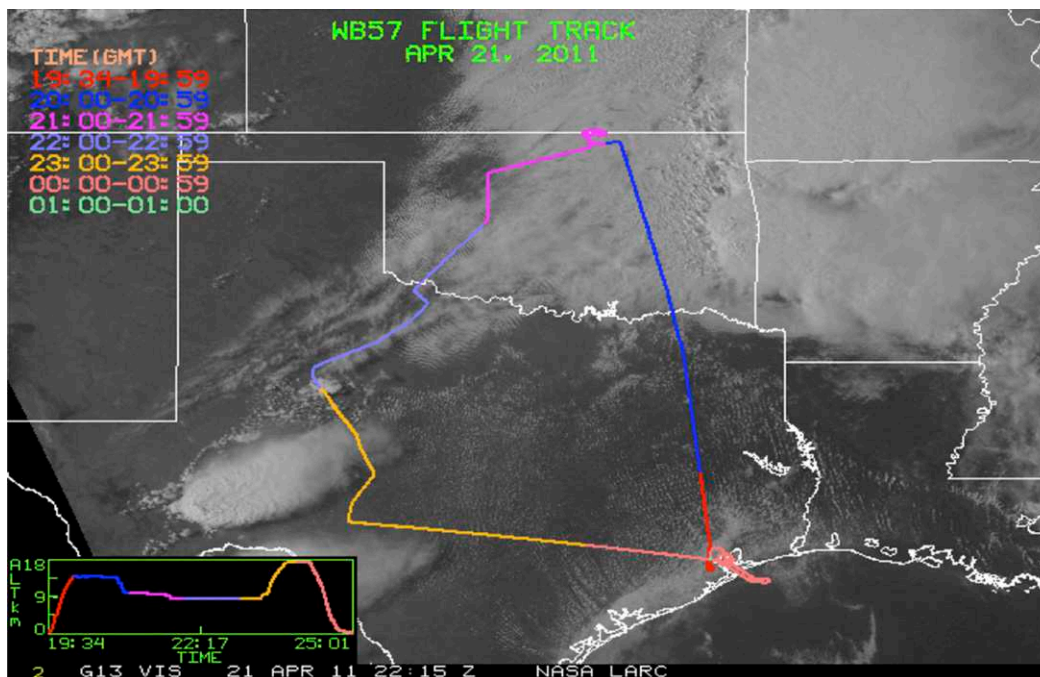 WB57 FLIGHT TRACK
APR 21, 2011
TIME(GMT)
19:34-19:59
20:00-20:59
21:00-21:59
22:00-22:59
23:00-23:59
00:00-00:59
01:00-01:00
A 18
L
T 9
k
m 0
19:34 22:17 25:01
TIME
2 G13 VIS 21 APR 11 22:15 Z NASA LARC